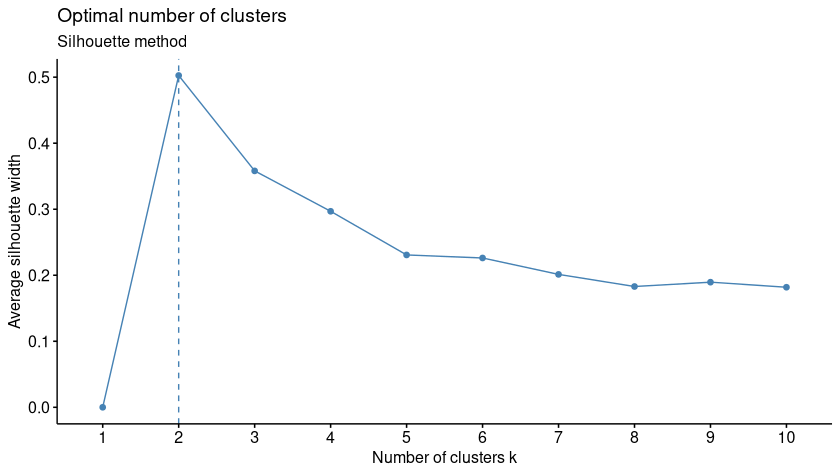 Optimal number of clusters
Silhouette method
Average silhouette width
0.5
0.4
0.3
0.2
0.1
0.0
1 2 3 4 5 6 7 8 9 10
Number of clusters k